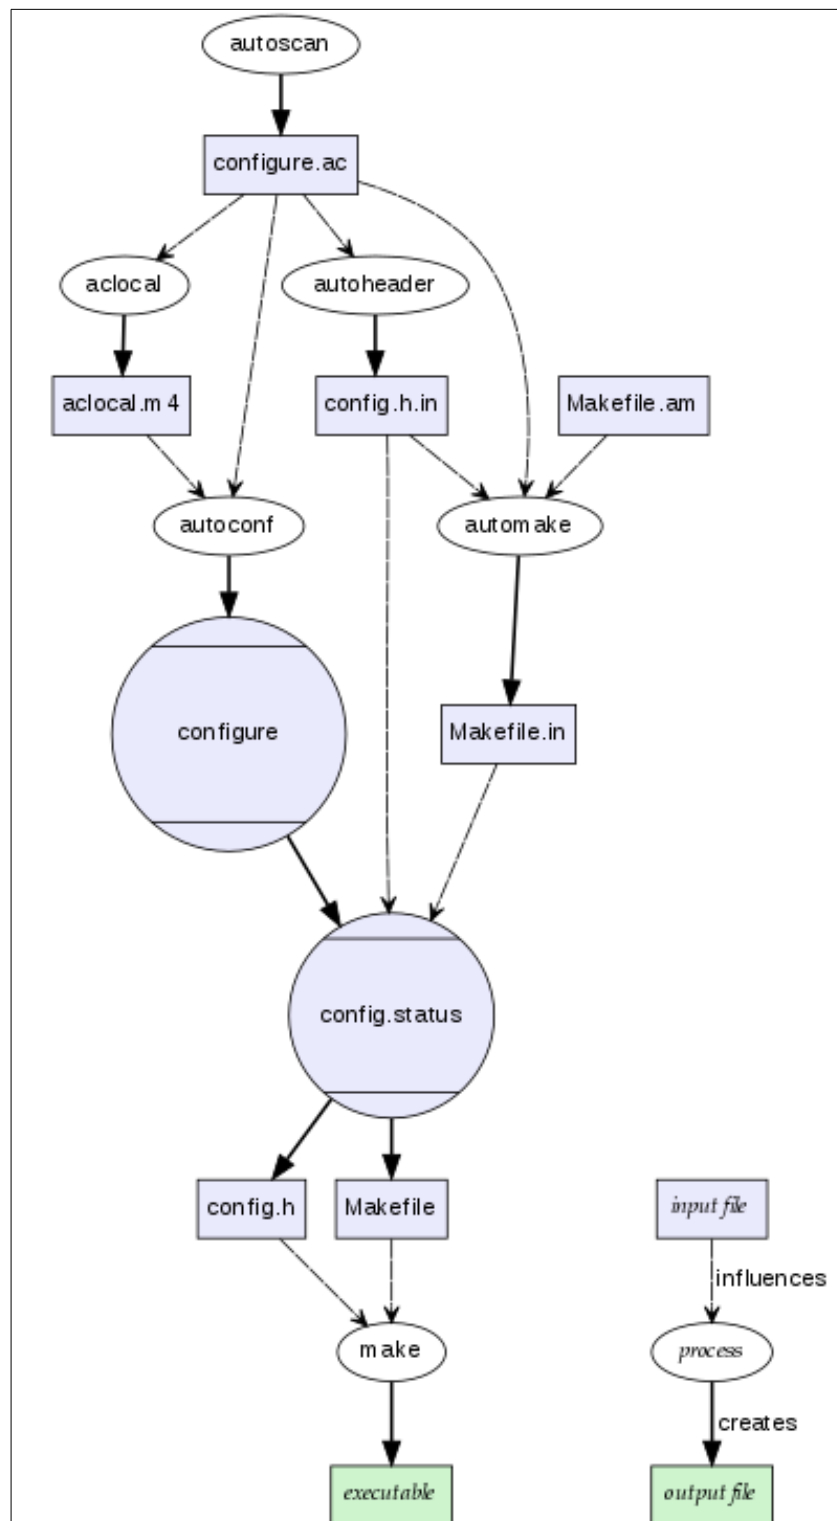 autoscan
configure.ac
aclocal
autoheader
aclocal.m4
config.h.in
Makefile.am
autoconf
automake
configure
Makefile.in
config.status
config.h
Makefile
input file
influences
make
process
creates
executable
output file